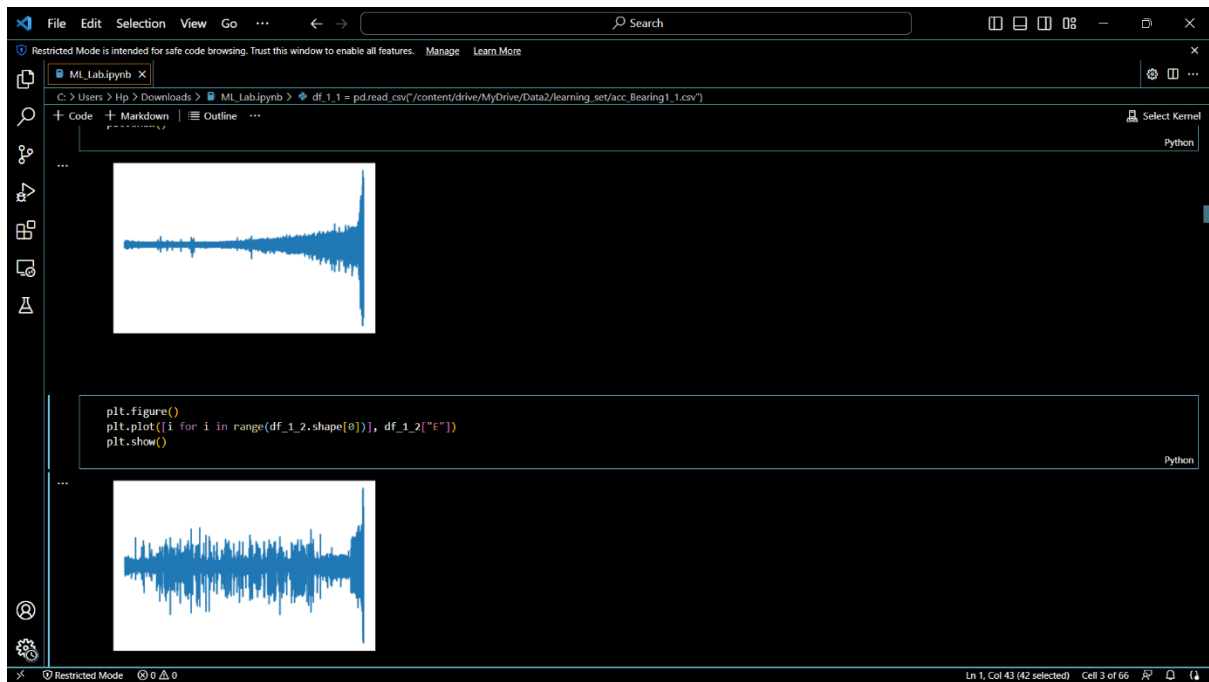 File Edit Selection View Go ··· Search
Restricted Mode is intended for safe code browsing. Trust this window to enable all features. Manage Learn More
ML_Lab.ipynb
C: > Users > Hp > Downloads > ML_Lab.ipynb > df_1_1 = pd.read_csv("/content/drive/MyDrive/Data2/learning_set/acc_Bearing1_1.csv")
+ Code + Markdown | Outline ··· Select Kernel
Python
plt.figure()
plt.plot([i for i in range(df_1_2.shape[0])], df_1_2["E"])
plt.show()
Python
Restricted Mode 0 0 Ln 1, Col 43 (42 selected) Cell 3 of 66